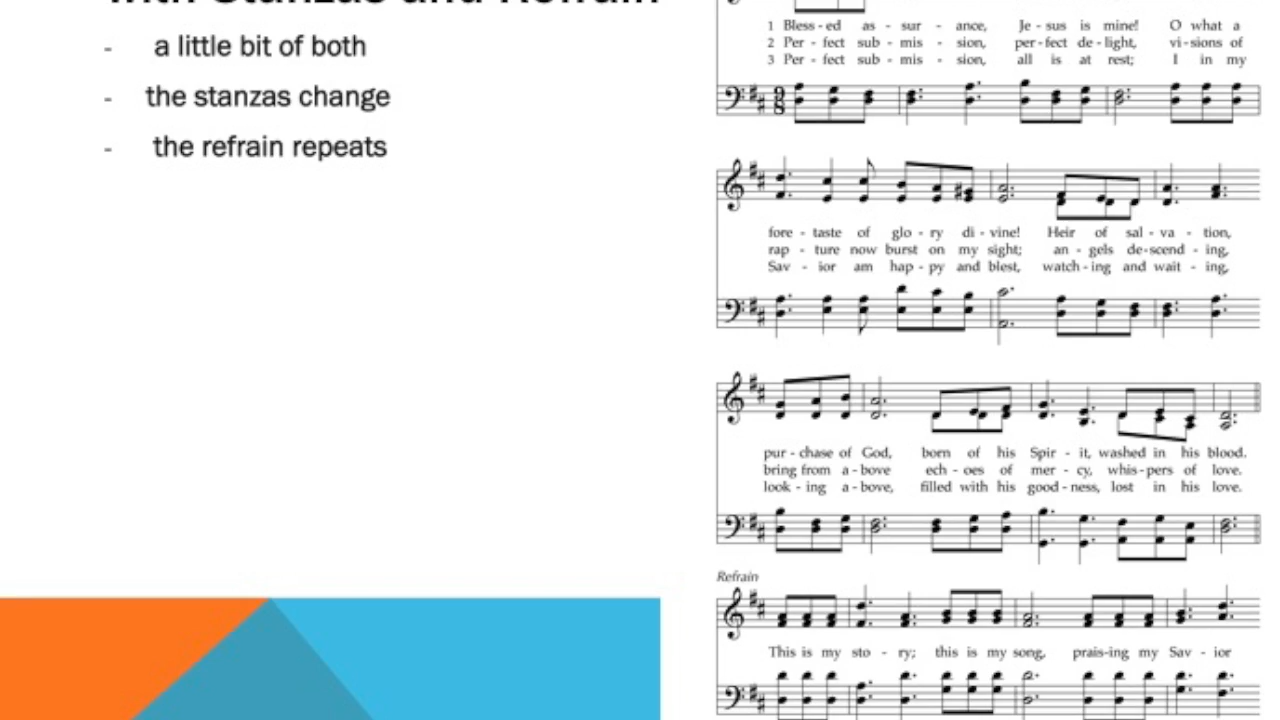 with Stanzas and Refrain
- a little bit of both
- the stanzas change
- the refrain repeats
1 Bless - ed as - sur - ance, Je - sus is mine! O what a
2 Per - fect sub - mis - sion, per - fect de - light, vi - sions of
3 Per - fect sub - mis - sion, all is at rest; I in my
fore - taste of glo - ry di - vine! Heir of sal - va - tion,
rap - ture now burst on my sight; an - gels de - scend - ing,
Sav - ior am hap - py and blest, watch - ing and wait - ing,
pur - chase of God, born of his Spir - it, washed in his blood.
bring from a - bove ech - oes of mer - cy, whis - pers of love.
look - ing a - bove, filled with his good - ness, lost in his love.
Refrain
This is my sto - ry; this is my song, prais - ing my Sav - ior